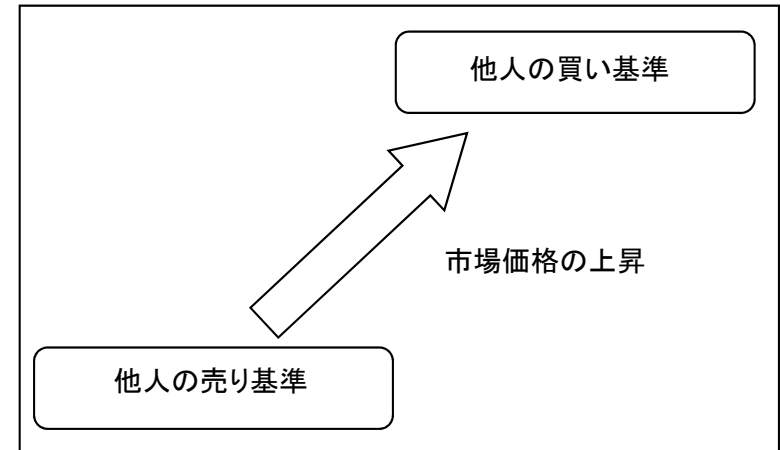 他人の買い基準
市場価格の上昇
他人の売り基準